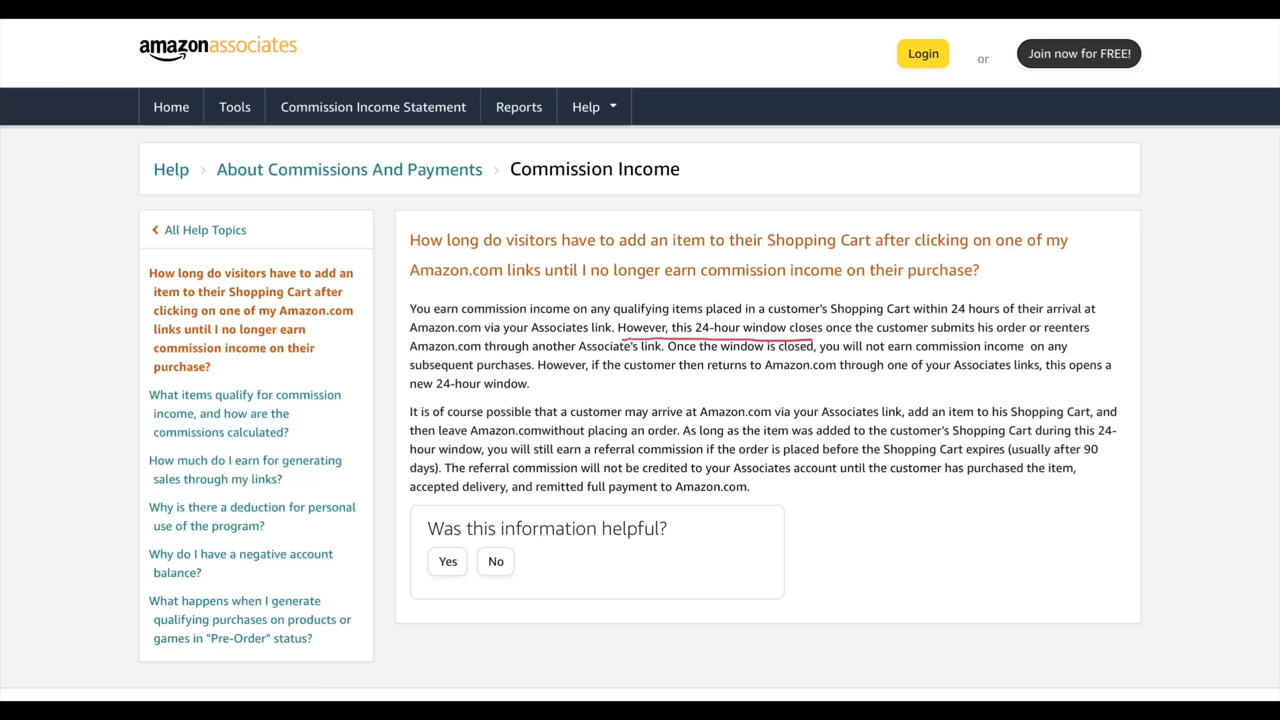 amazonassociates
Login
or
Join now for FREE!
Home
Tools
Commission Income Statement
Reports
Help
Help › About Commissions And Payments › Commission Income
All Help Topics
How long do visitors have to add an
item to their Shopping Cart after
clicking on one of my Amazon.com
links until I no longer earn
commission income on their
purchase?
What items qualify for commission
income, and how are the
commissions calculated?
How much do I earn for generating
sales through my links?
Why is there a deduction for personal
use of the program?
Why do I have a negative account
balance?
What happens when I generate
qualifying purchases on products or
games in "Pre-Order" status?
How long do visitors have to add an item to their Shopping Cart after clicking on one of my
Amazon.com links until I no longer earn commission income on their purchase?
You earn commission income on any qualifying items placed in a customer's Shopping Cart within 24 hours of their arrival at
Amazon.com via your Associates link. However, this 24-hour window closes once the customer submits his order or reenters
Amazon.com through another Associate's link. Once the window is closed, you will not earn commission income on any
subsequent purchases. However, if the customer then returns to Amazon.com through one of your Associates links, this opens a
new 24-hour window.
It is of course possible that a customer may arrive at Amazon.com via your Associates link, add an item to his Shopping Cart, and
then leave Amazon.comwithout placing an order. As long as the item was added to the customer's Shopping Cart during this 24-
hour window, you will still earn a referral commission if the order is placed before the Shopping Cart expires (usually after 90
days). The referral commission will not be credited to your Associates account until the customer has purchased the item,
accepted delivery, and remitted full payment to Amazon.com.
Was this information helpful?
Yes
No